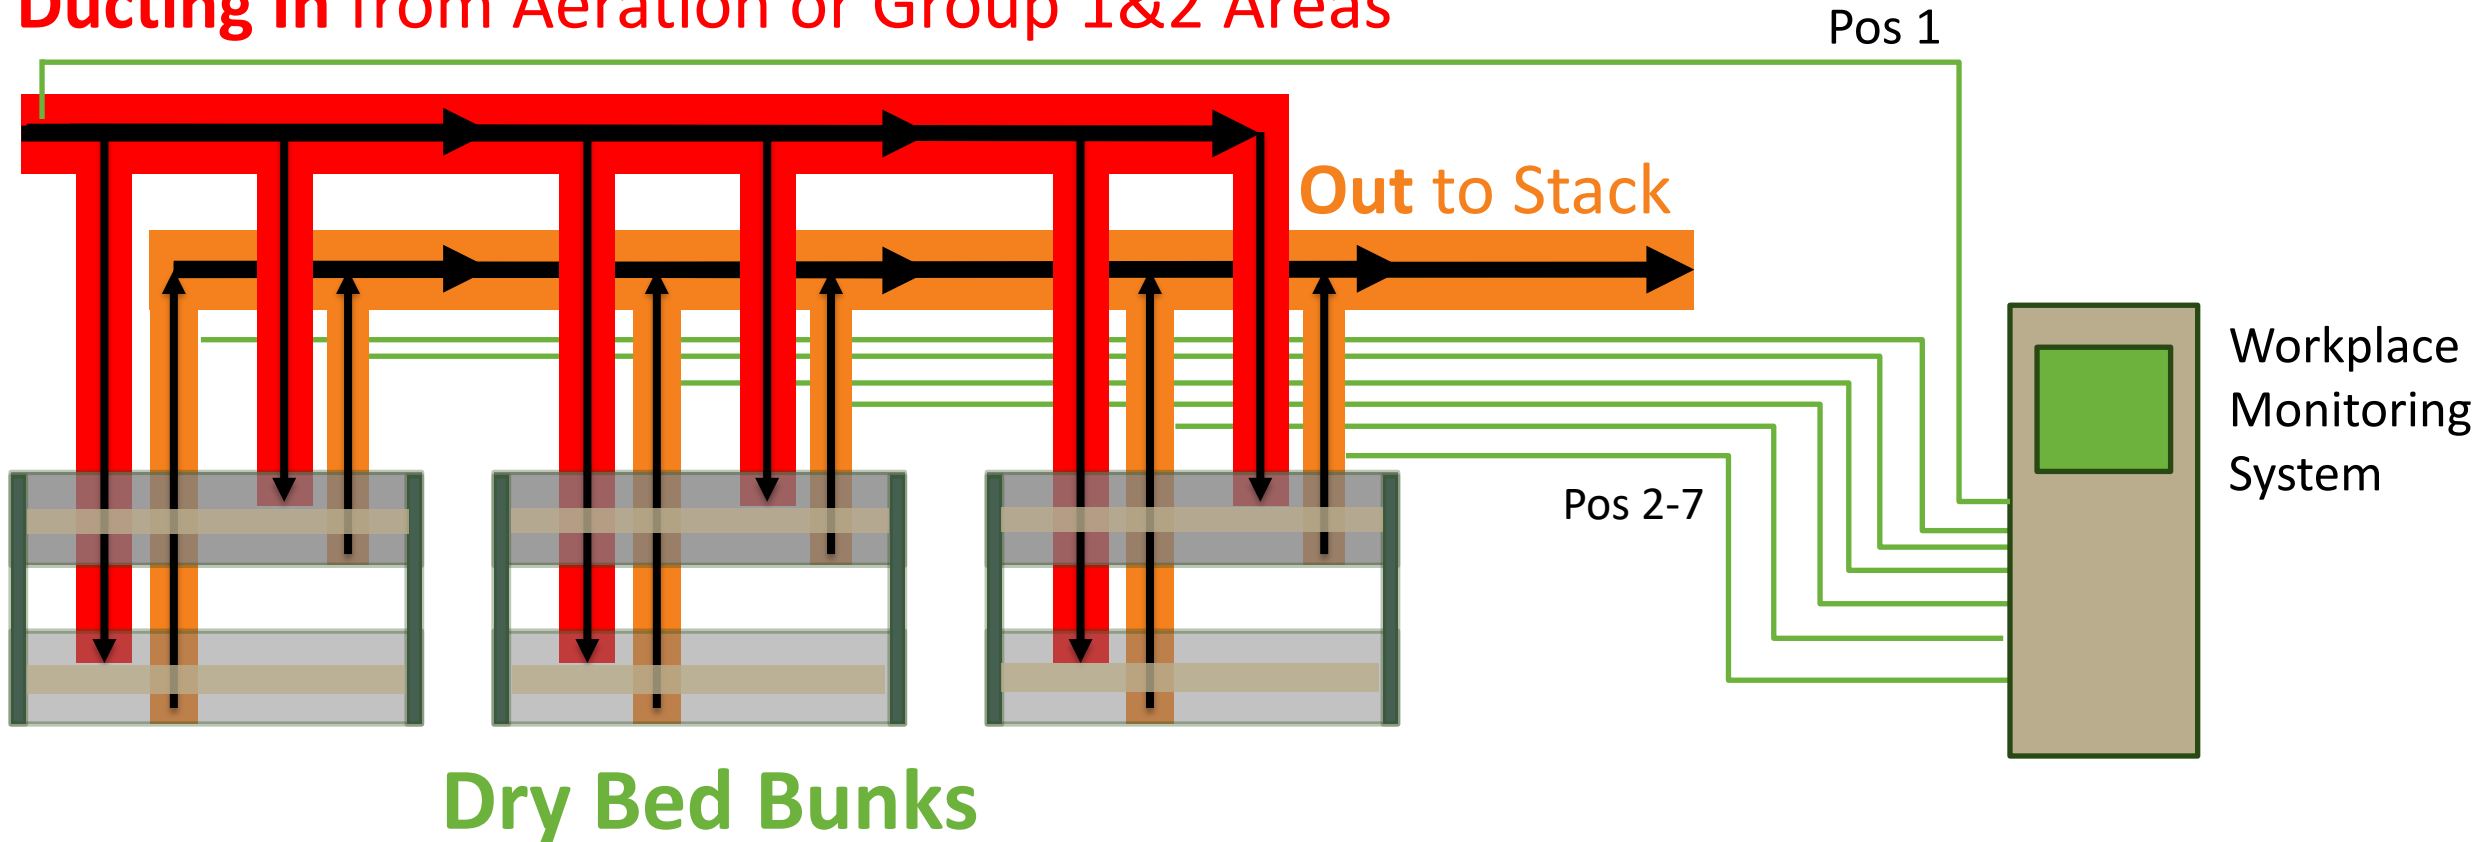 Ducting In from Aeration or Group 1&2 Areas
Pos 1
Out to Stack
Workplace
Monitoring
System
Pos 2-7
Dry Bed Bunks